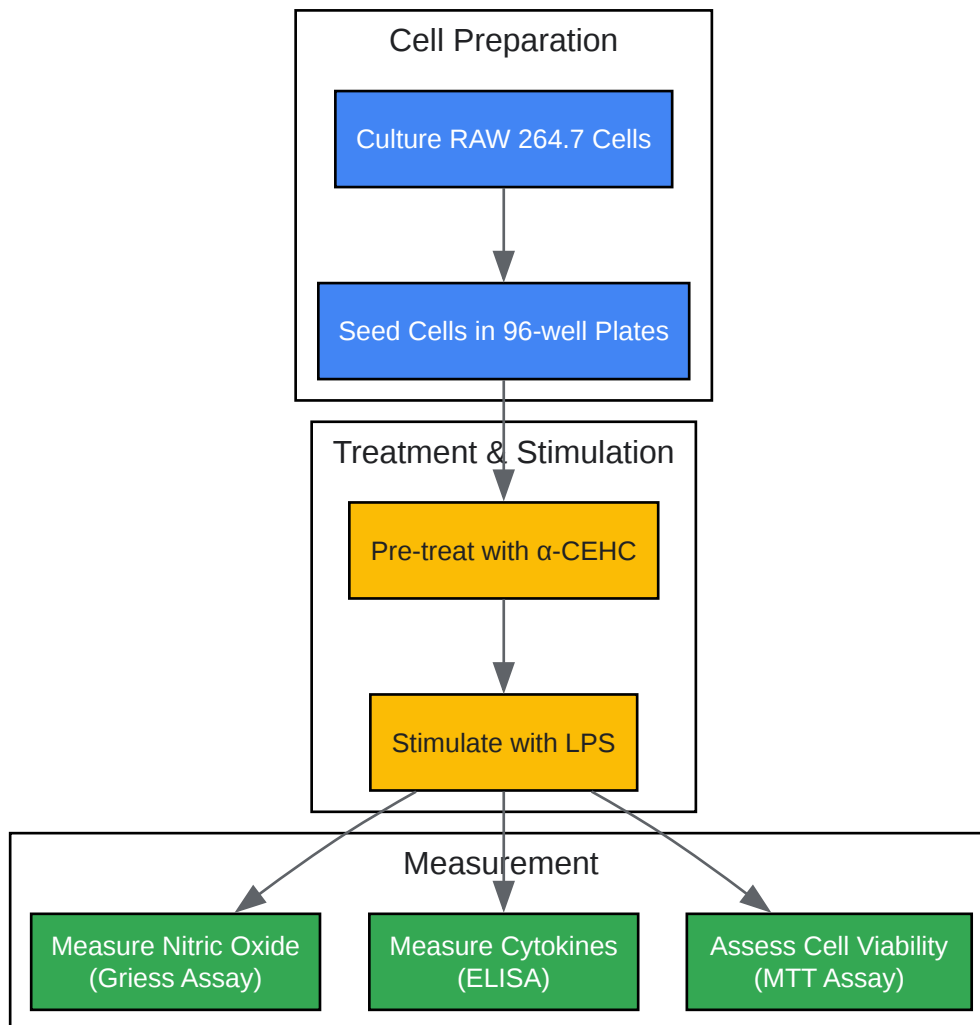 Cell Preparation
Culture RAW 264.7 Cells
Seed Cells in 96-well Plates
Treatment & Stimulation
Pre-treat with α-CEHC
Stimulate with LPS
Measurement
Measure Nitric Oxide
(Griess Assay)
Measure Cytokines
(ELISA)
Assess Cell Viability
(MTT Assay)